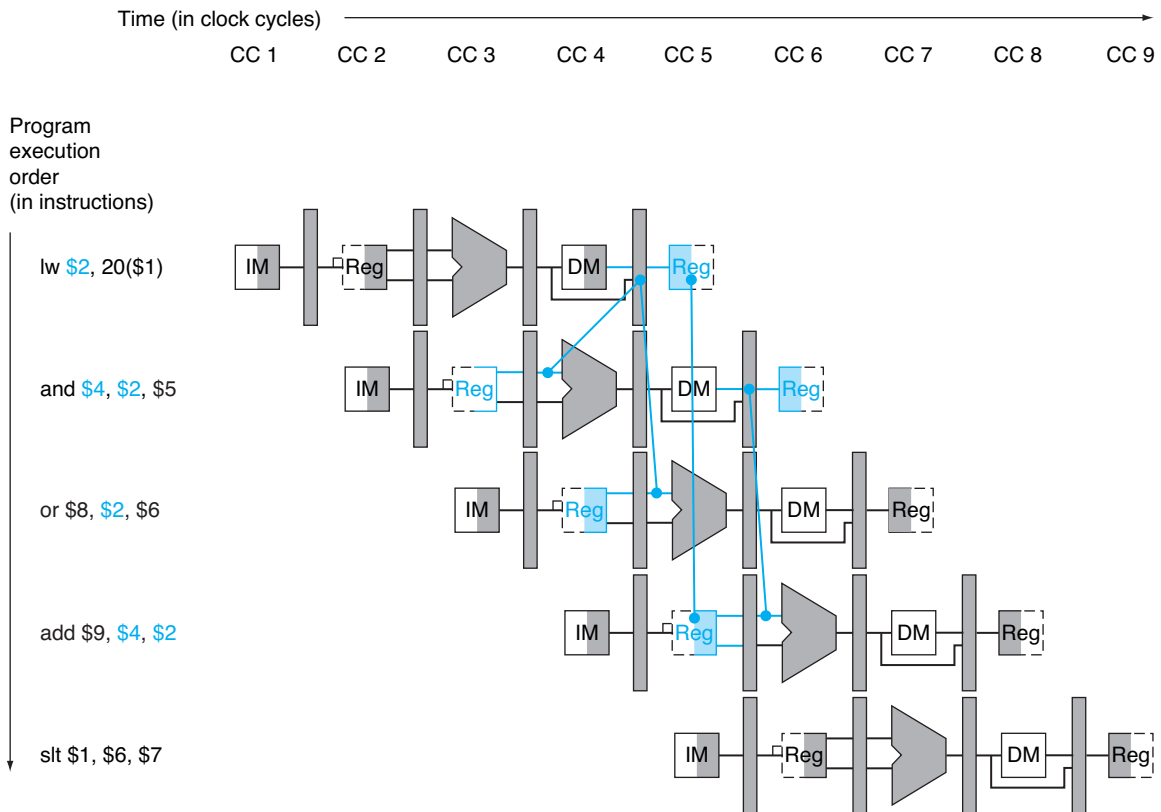 Time (in clock cycles)
CC 1 CC 2 CC 3 CC 4 CC 5 CC 6 CC 7 CC 8 CC 9
Program
execution
order
(in instructions)
lw $2, 20($1)
IM Reg DM Reg
and $4, $2, $5
IM Reg DM Reg
or $8, $2, $6
IM Reg DM Reg
add $9, $4, $2
IM Reg DM Reg
slt $1, $6, $7
IM Reg DM Reg